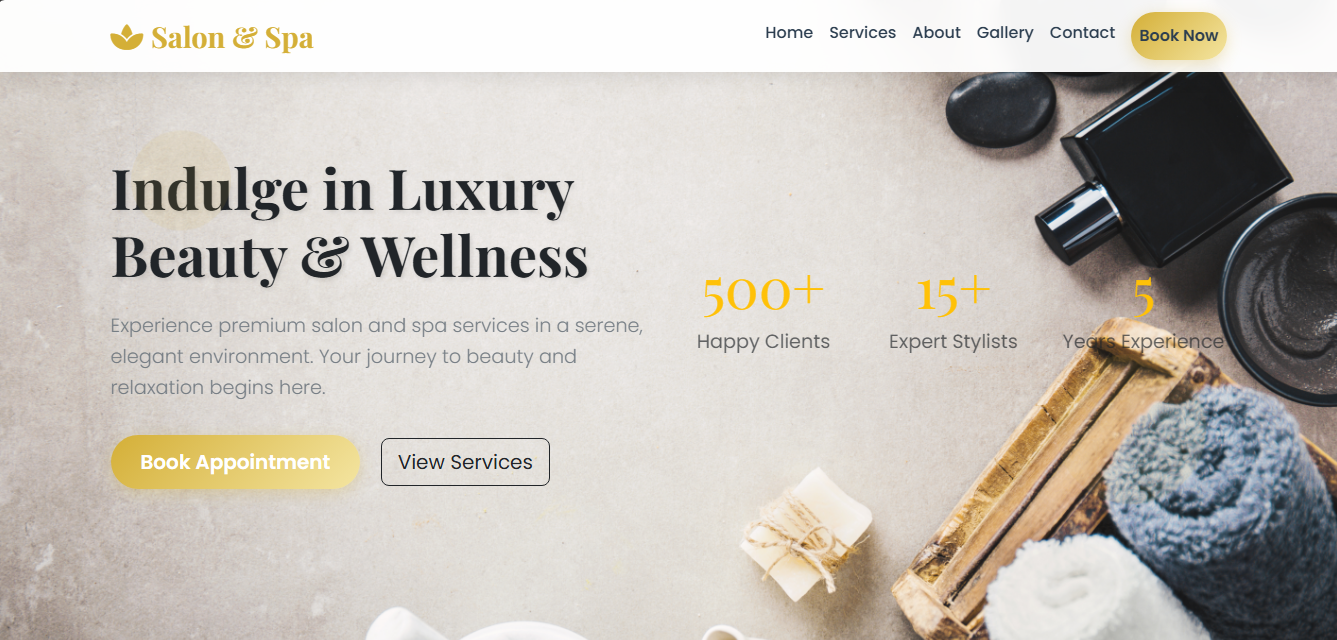 Salon & Spa
Home Services About Gallery Contact Book Now
Indulge in Luxury
Beauty & Wellness
Experience premium salon and spa services in a serene,
elegant environment. Your journey to beauty and
relaxation begins here.
Book Appointment View Services
500+ 15+ 5
Happy Clients Expert Stylists Years Experience